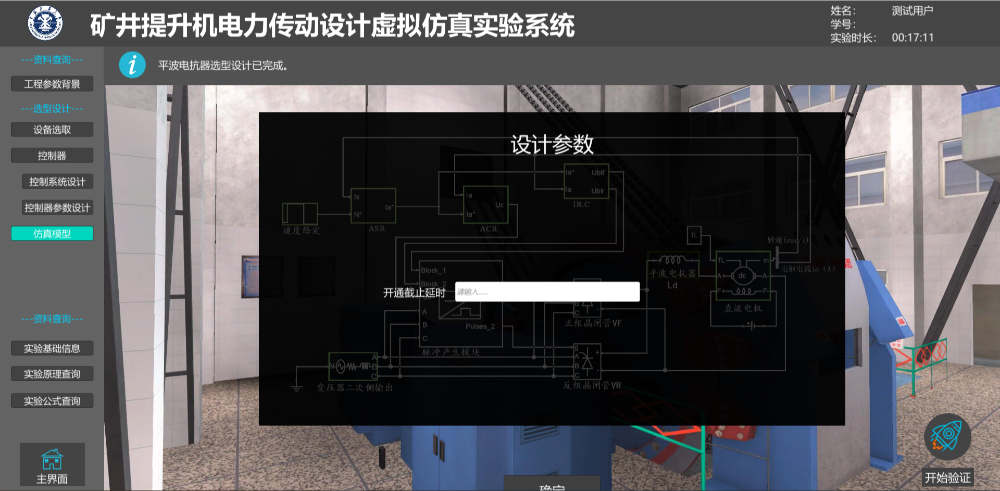 矿井提升机电力传动设计虚拟仿真实验系统
姓名： 测试用户
学号：
实验时长： 00:17:11
---资料查询---
工程参数背景
---选型设计---
设备选取
控制器
控制系统设计
控制器参数设计
仿真模型
---资料查询---
实验基础信息
实验原理查询
实验公式查询
主界面
平波电抗器选型设计已完成。
设计参数
Ia* Ublf
Ia Ublr
DLC
N
N* Ia*
ASR
Ia Uc
Ia*
ACR
速度给定
TL
转速(rad/s)
TL m
平波电抗器
Ld
A+ dc A-
F+ F-
电枢电流ia（A）
直流电机
Block_1
Block_2
开通截止延时 请输入......
A
B
C
Pulses_2
脉冲产生模块
B
C
-
正组晶闸管VF
g
A +
B
C -
反组晶闸管VR
N A
B
C
变压器二次侧输出
确定
开始验证